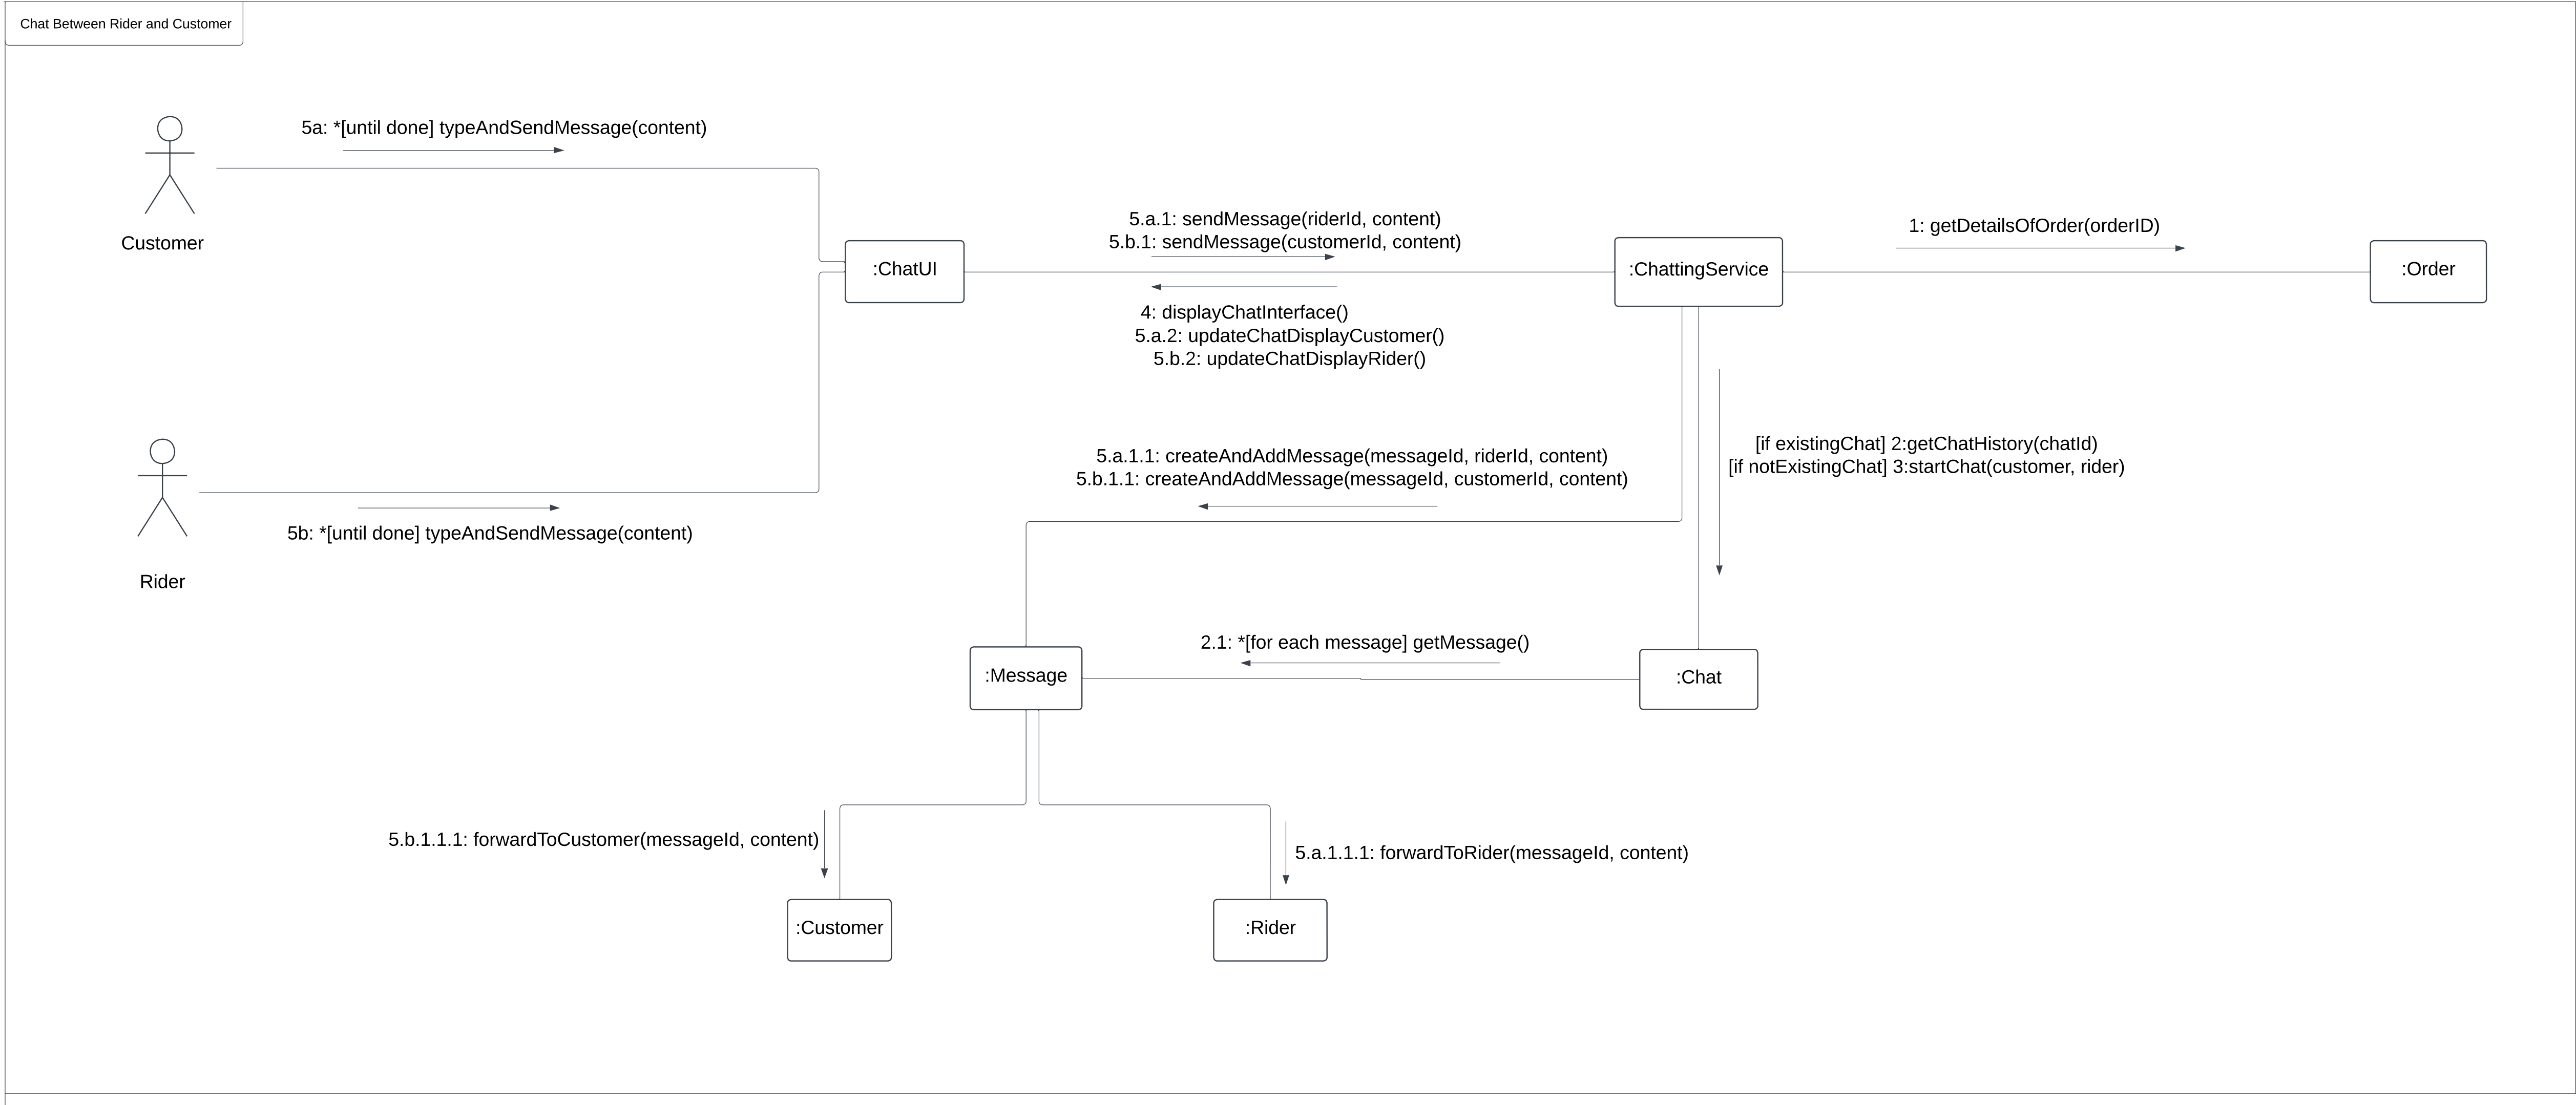 Chat Between Rider and Customer
5a: *[until done] typeAndSendMessage(content)
Customer
5.a.1: sendMessage(riderId, content)
5.b.1: sendMessage(customerId, content)
1: getDetailsOfOrder(orderID)
:ChatUI
:ChattingService
:Order
4: displayChatInterface()
5.a.2: updateChatDisplayCustomer()
5.b.2: updateChatDisplayRider()
[if existingChat] 2:getChatHistory(chatId)
[if notExistingChat] 3:startChat(customer, rider)
5.a.1.1: createAndAddMessage(messageId, riderId, content)
5.b.1.1: createAndAddMessage(messageId, customerId, content)
5b: *[until done] typeAndSendMessage(content)
Rider
2.1: *[for each message] getMessage()
:Message
:Chat
5.b.1.1.1: forwardToCustomer(messageId, content)
5.a.1.1.1: forwardToRider(messageId, content)
:Customer
:Rider